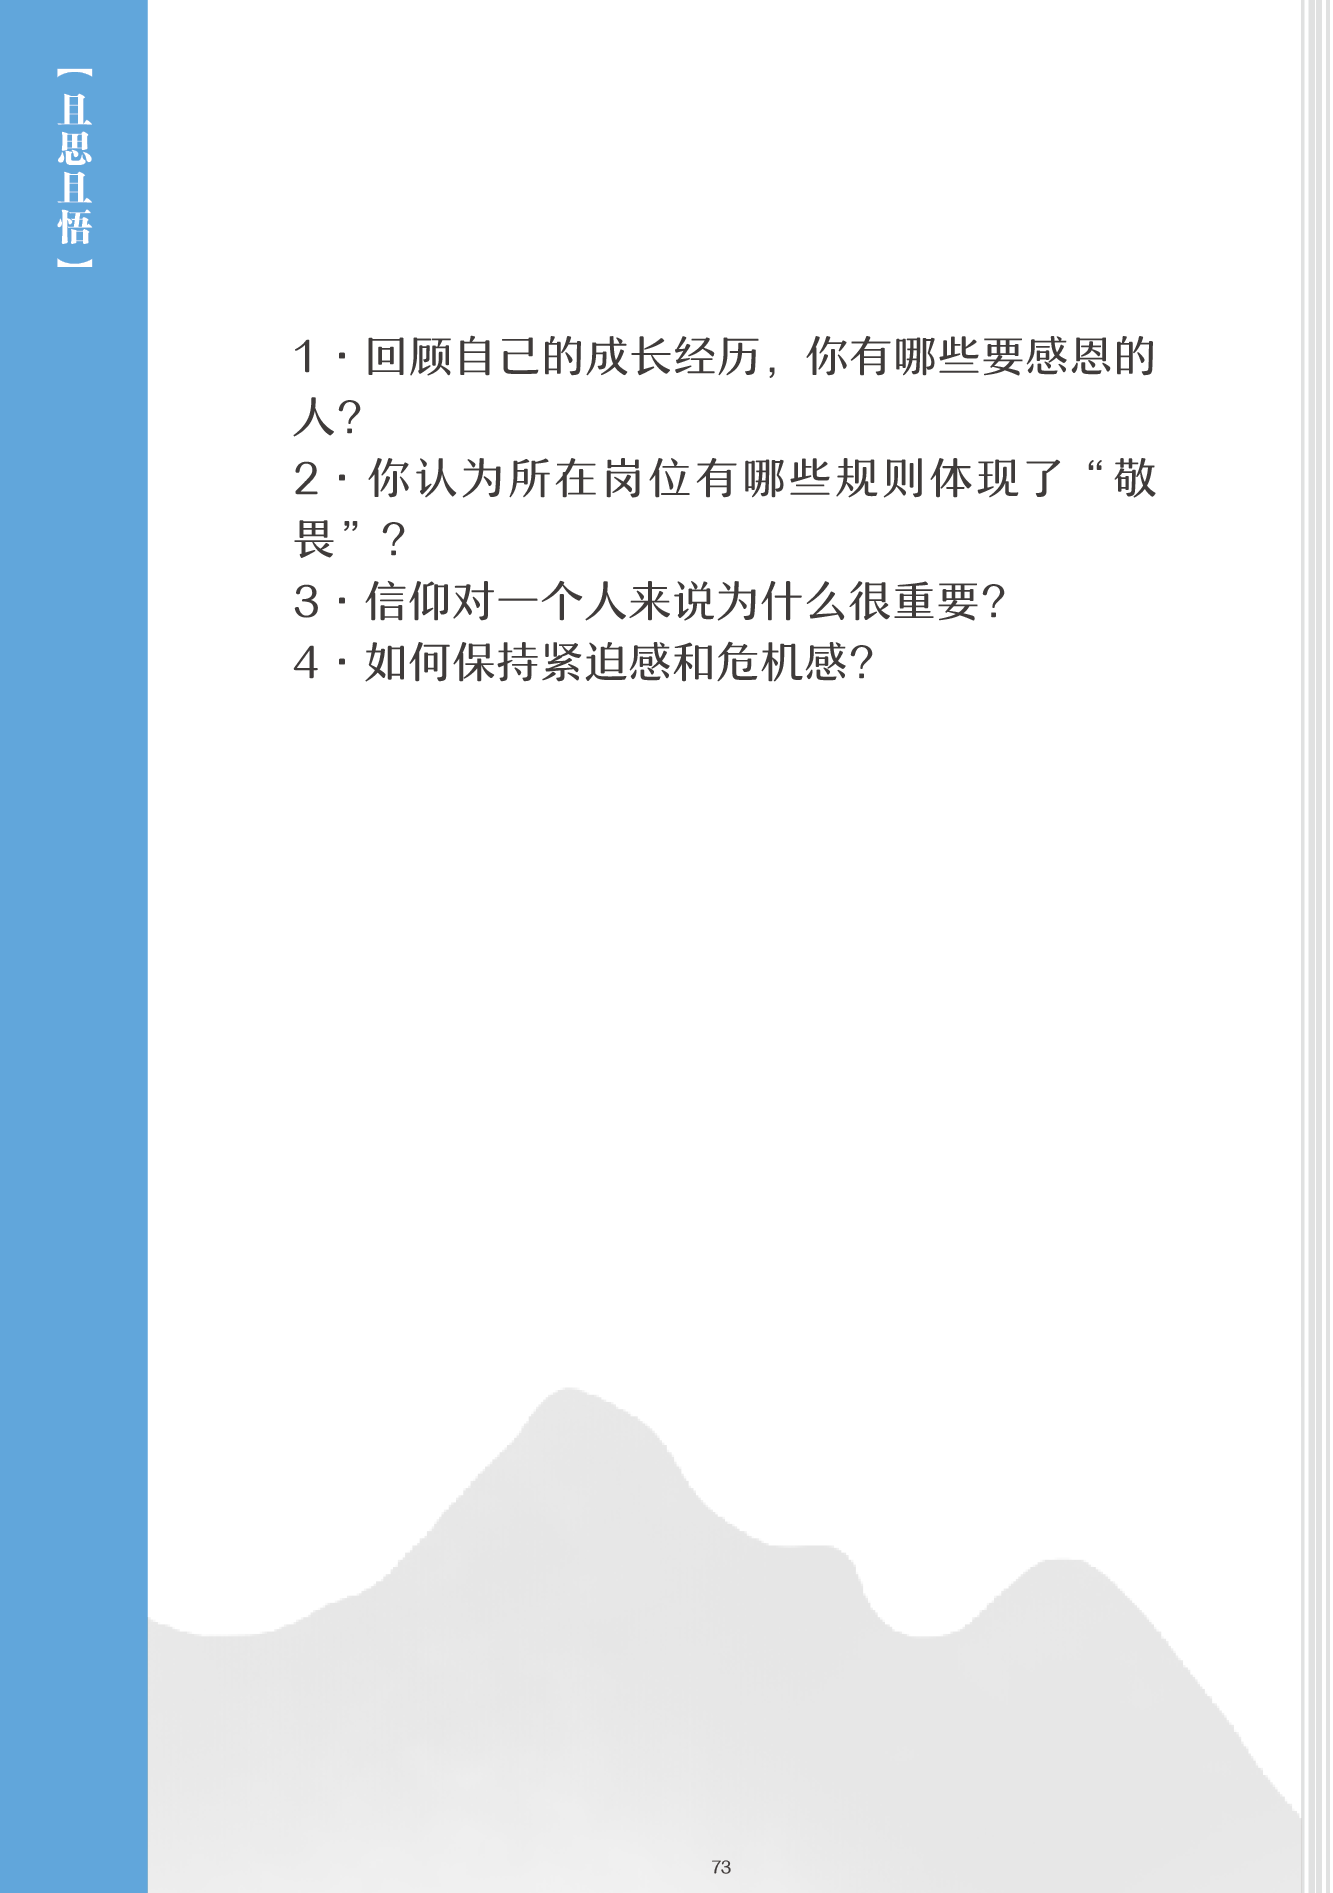 【且思且悟】
1·回顾自己的成长经历，你有哪些要感恩的
人？
2·你认为所在岗位有哪些规则体现了“敬
畏”？
3·信仰对一个人来说为什么很重要？
4·如何保持紧迫感和危机感？
73